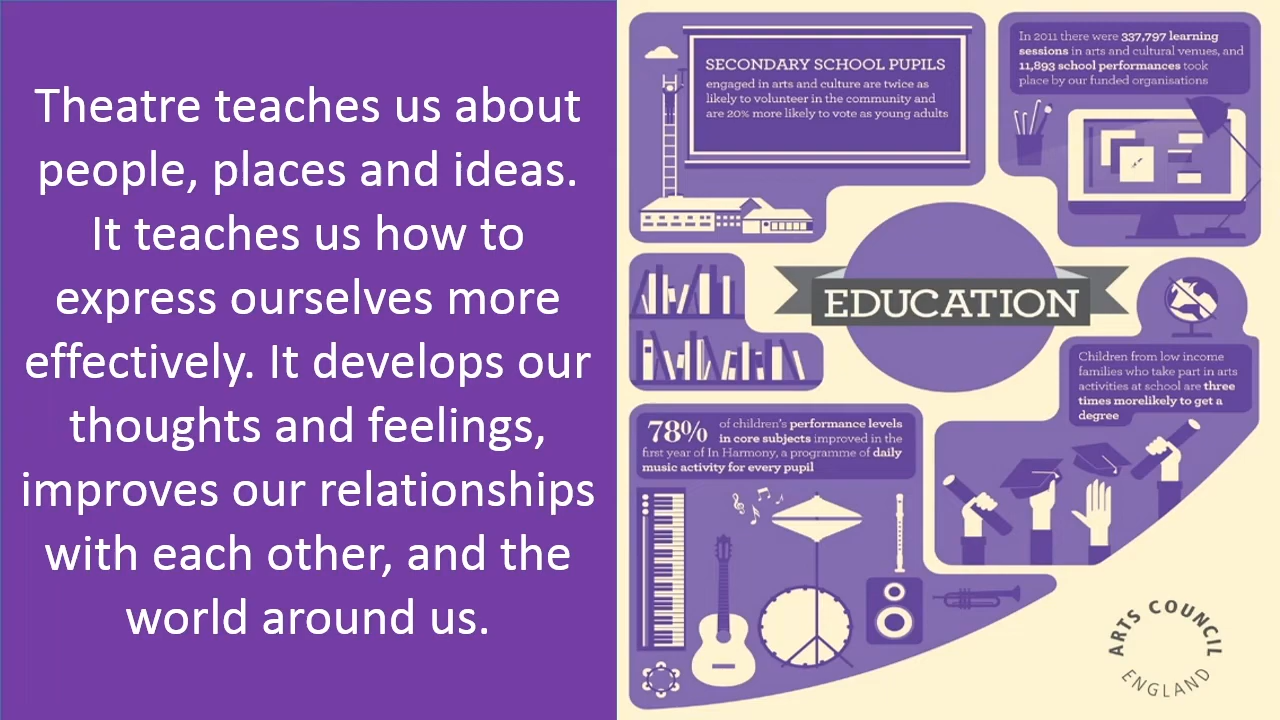 Theatre teaches us about
people, places and ideas.
It teaches us how to
express ourselves more
effectively. It develops our
thoughts and feelings,
improves our relationships
with each other, and the
world around us.
SECONDARY SCHOOL PUPILS
engaged in arts and culture are twice as
likely to volunteer in the community and
are 20% more likely to vote as young adults
In 2011 there were 337,797 learning
sessions in arts and cultural venues, and
11,893 school performances took
place by our funded organisations
EDUCATION
Children from low income
families who take part in arts
activities at school are three
times morelikely to get a
degree
78% of children's performance levels
in core subjects improved in the
first year of In Harmony, a programme of daily
music activity for every pupil
ARTS COUNCIL
ENGLAND